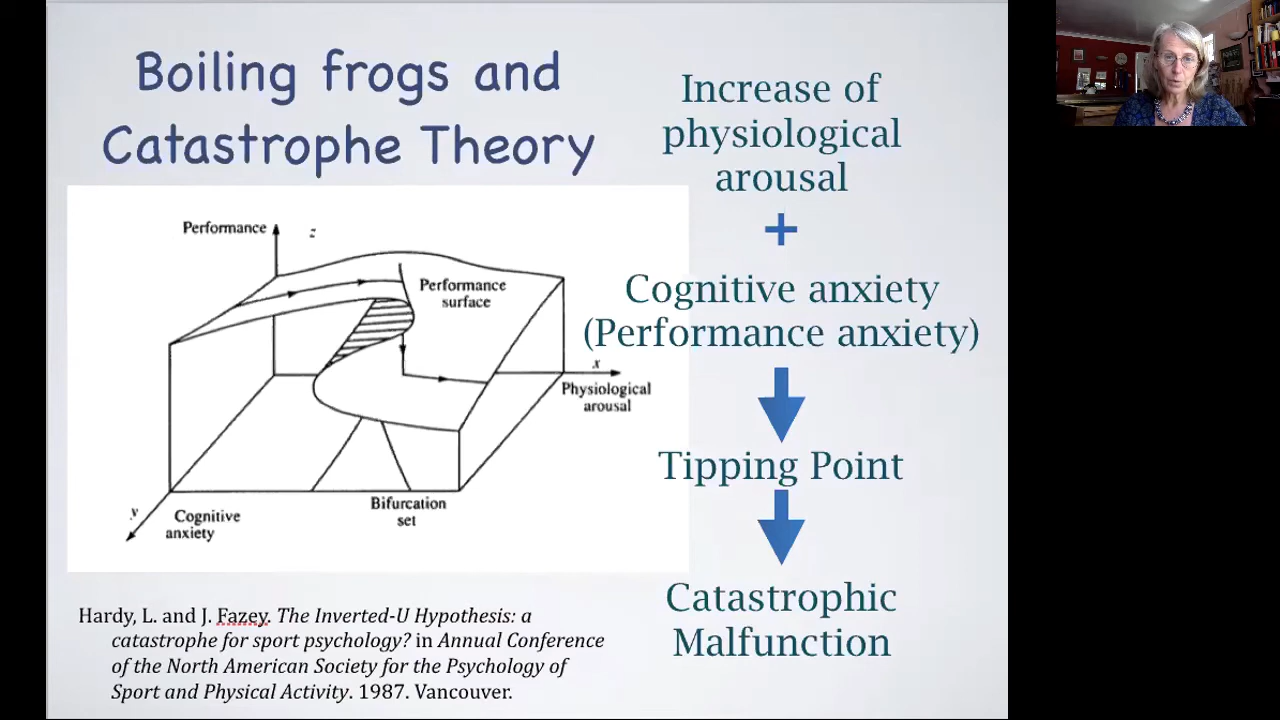 Boiling frogs and
Catastrophe Theory
Performance
z
Performance
surface
x
Physiological
arousal
y
Cognitive
anxiety
Bifurcation
set
Hardy, L. and J. Fazey. The Inverted-U Hypothesis: a
catastrophe for sport psychology? in Annual Conference
of the North American Society for the Psychology of
Sport and Physical Activity. 1987. Vancouver.
Increase of
physiological
arousal
+
Cognitive anxiety
(Performance anxiety)
Tipping Point
Catastrophic
Malfunction